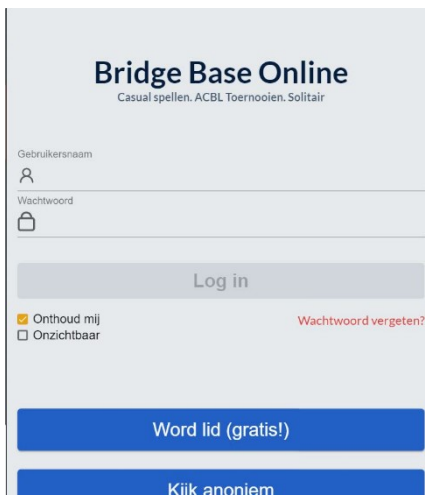 Bridge Base Online
Casual spellen. ACBL Toernooien. Solitair
Gebruikersnaam
Wachtwoord
Log in
Onthoud mij
Wachtwoord vergeten?
Onzichtbaar
Word lid (gratis!)
Kijk anoniem